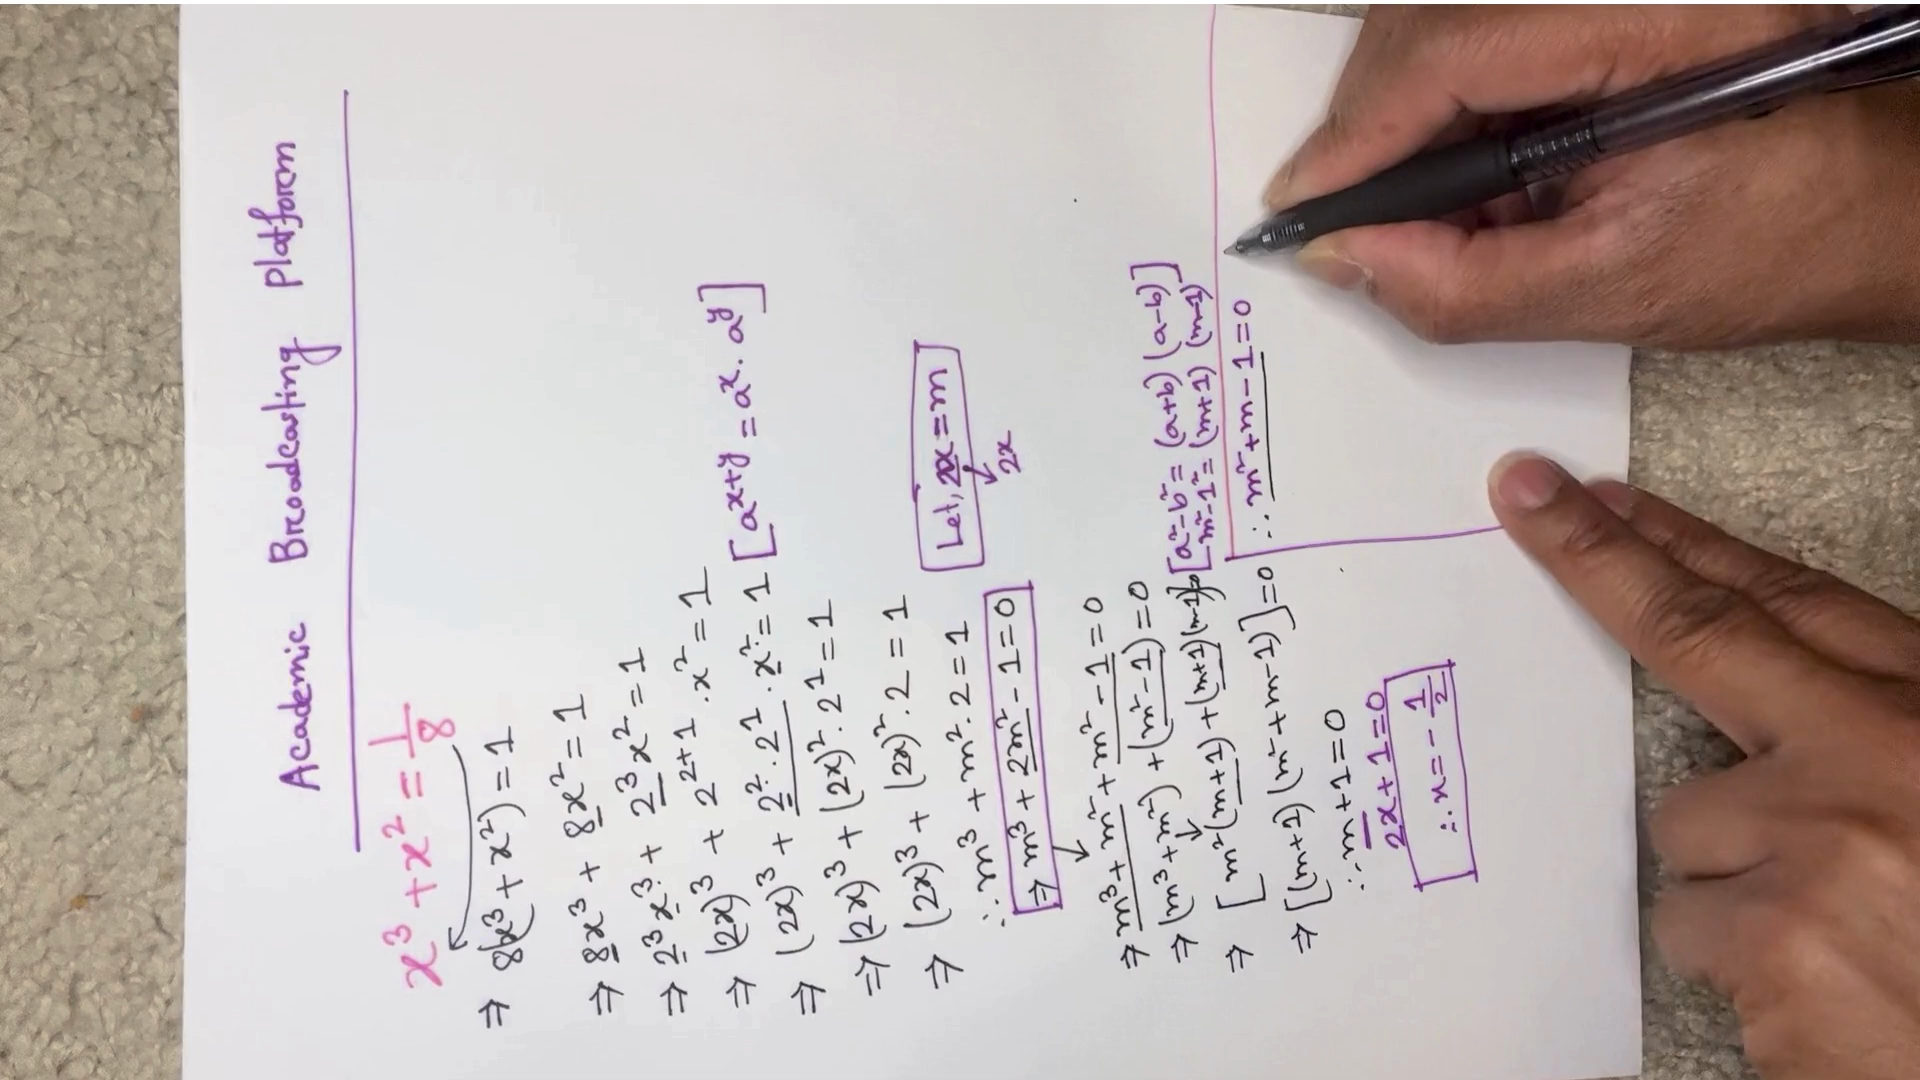 Academic Broadcasting Platform
x³ + x² = 1/8
⇒ 8(x³ + x²) = 1
⇒ 8x³ + 8x² = 1
⇒ 2³x³ + 2³x² = 1
⇒ (2x)³ + 2²⁺¹ . x² = 1
⇒ (2x)³ + 2² . 2¹ . x² = 1 [aˣ⁺ʸ = aˣ . aʸ]
⇒ (2x)³ + (2x)² . 2¹ = 1
⇒ (2x)³ + (2x)² . 2 = 1
∴ m³ + m² . 2 = 1
Let, 2x = m
2x
⇒ m³ + 2m² - 1 = 0
⇒ m³ + m² + m² - 1 = 0
⇒ (m³ + m²) + (m² - 1) = 0
⇒ [m²(m+1) + (m+1)(m-1)]=0
[a² - b² = (a+b) (a-b)]
[m² - 1² = (m+1) (m-1)
⇒ [(m+1) (m² + m - 1)] = 0
∴ m + 1 = 0
2x + 1 = 0
∴ x = - 1/2
∴ m² + m - 1 = 0